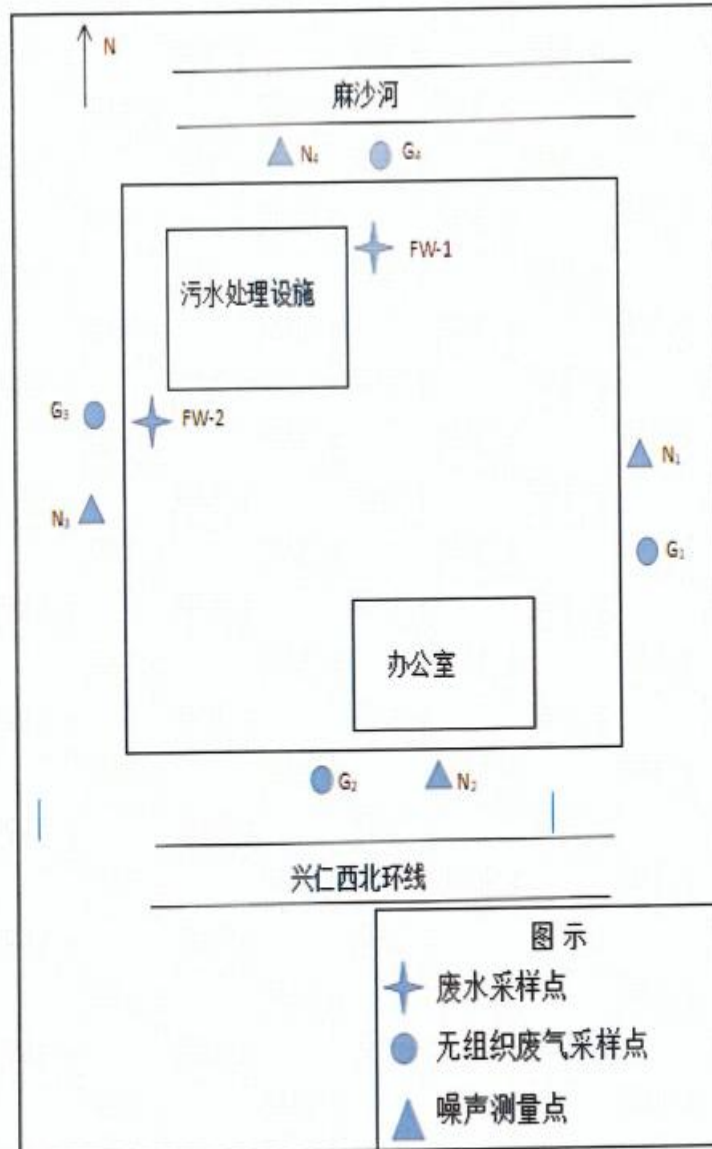 N
麻沙河
N₄
G₄
FW-1
污水处理设施
G₃
FW-2
N₁
N₃
G₁
办公室
G₂
N₂
兴仁西北环线
图示
废水采样点
无组织废气采样点
噪声测量点